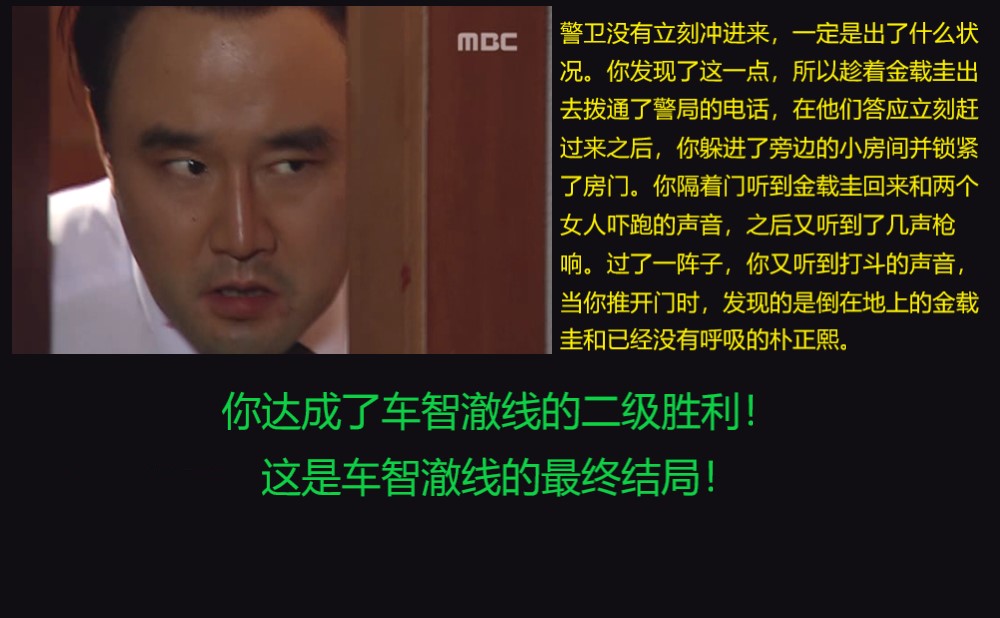 MBC
警卫没有立刻冲进来，一定是出了什么状
况。你发现了这一点，所以趁着金载圭出
去拨通了警局的电话，在他们答应立刻赶
过来之后，你躲进了旁边的小房间并锁紧
了房门。你隔着门听到金载圭回来和两个
女人吓跑的声音，之后又听到了几声枪
响。过了一阵子，你又听到打斗的声音，
当你推开门时，发现的是倒在地上的金载
圭和已经没有呼吸的朴正熙。
你达成了车智澈线的二级胜利！
这是车智澈线的最终结局！